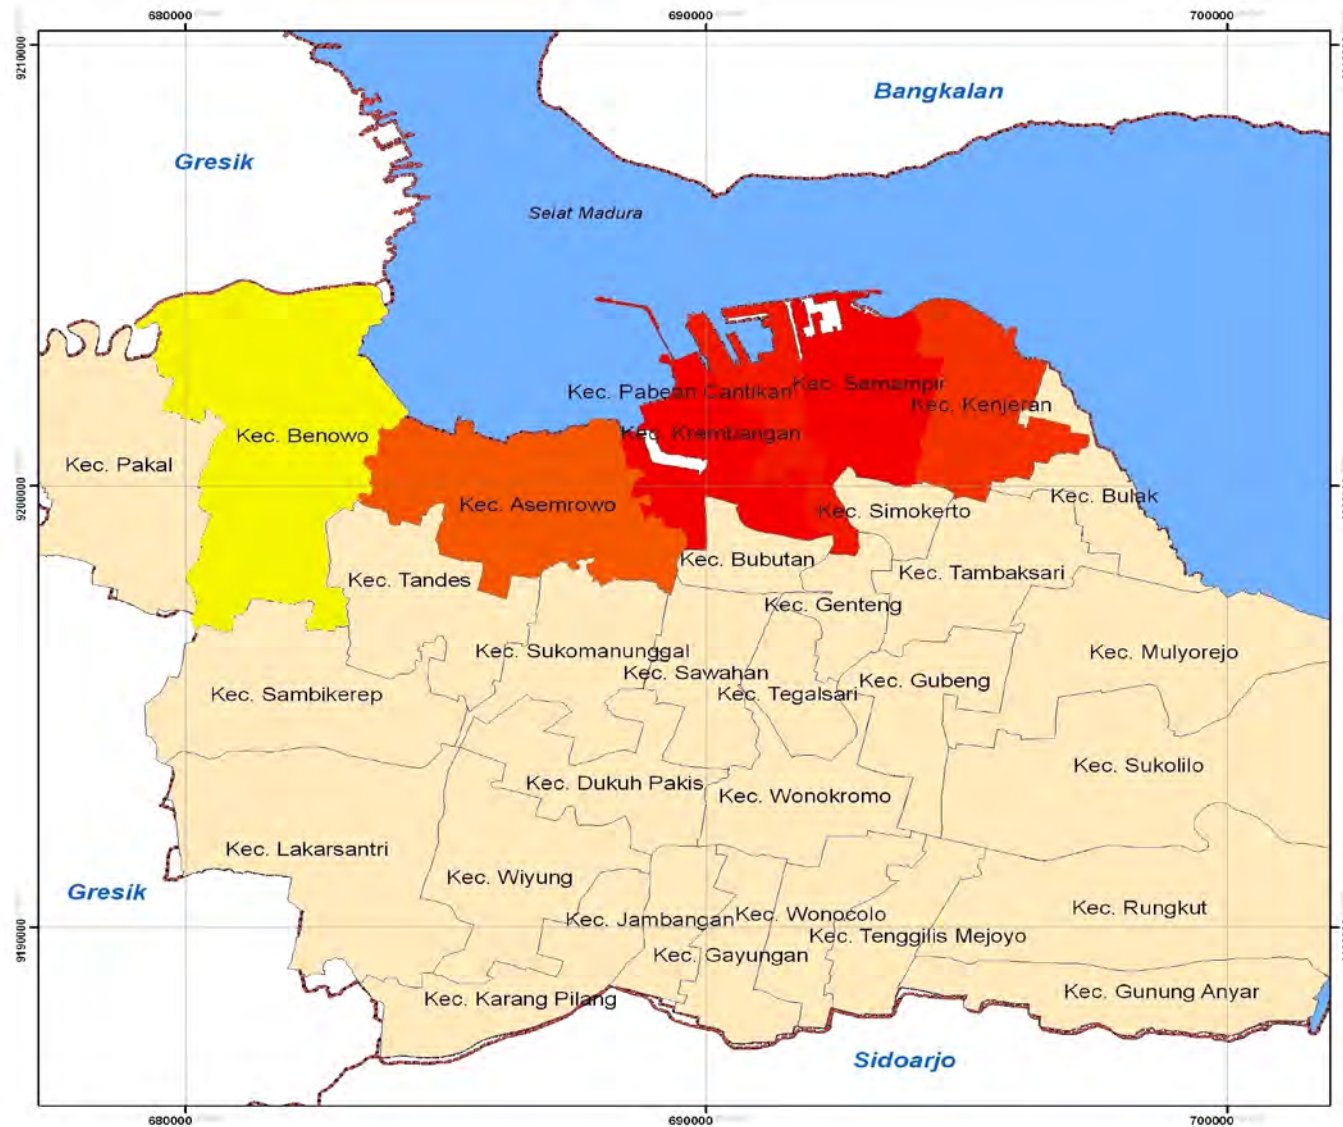 680000 690000 700000
9210000
Bangkalan
Gresik
Selat Madura
Kec. Pabean Cantikan
Kec. Semampir
Kec. Kenjeran
Kec. Krembangan
Kec. Benowo
Kec. Pakal
9200000
Kec. Bulak
Kec. Asemrowo
Kec. Simokerto
Kec. Bubutan
Kec. Tandes
Kec. Tambaksari
Kec. Genteng
Kec. Sukomanunggal
Kec. Mulyorejo
Kec. Sawahan
Kec. Gubeng
Kec. Sambikerep
Kec. Tegalsari
Kec. Sukolilo
Kec. Dukuh Pakis
Kec. Wonokromo
Kec. Lakarsantri
Kec. Wiyung
Gresik
Kec. Rungkut
Kec. Jambangan
Kec. Wonocolo
9190000
Kec. Tenggilis Mejoyo
Kec. Gayungan
Kec. Gunung Anyar
Kec. Karang Pilang
Sidoarjo
680000 690000 700000